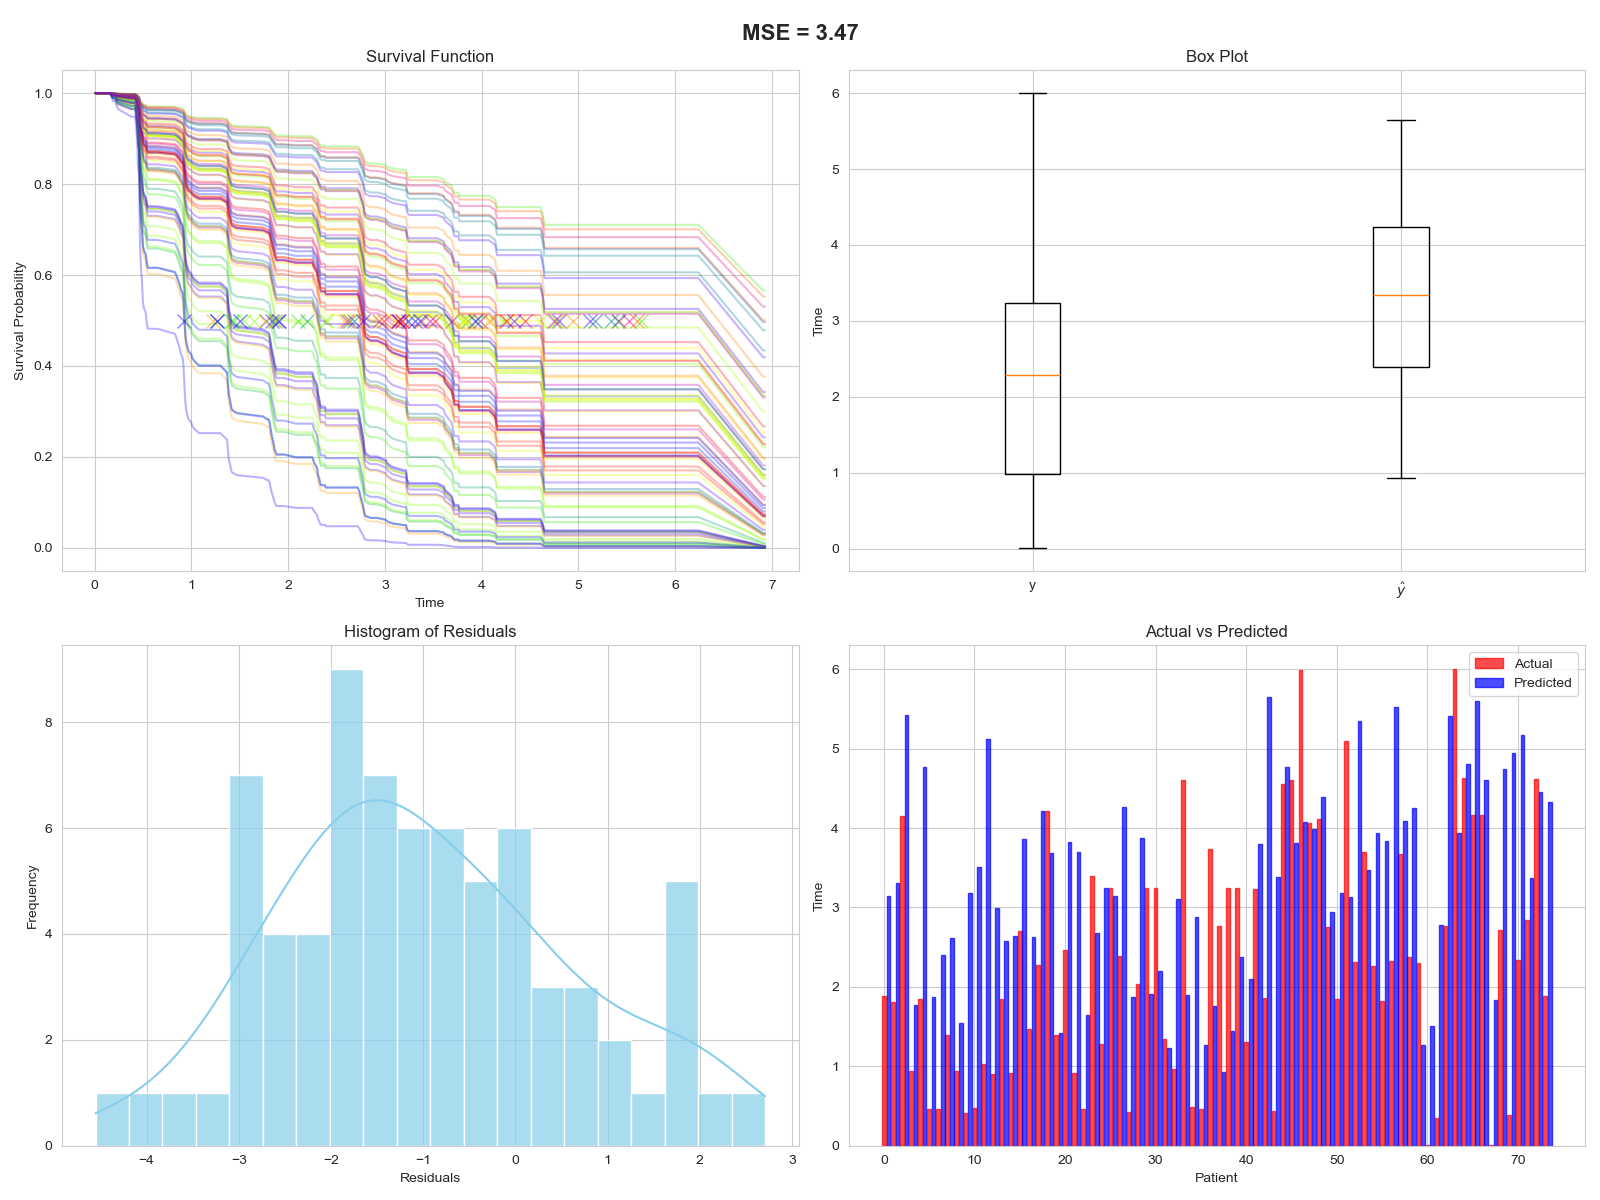 MSE = 3.47
Survival Function
Survival Probability
1.0
0.8
0.6
0.4
0.2
0.0
0 1 2 3 4 5 6 7
Time
Box Plot
Time
6
5
4
3
2
1
0
y ŷ
Histogram of Residuals
Frequency
8
6
4
2
0
−4 −3 −2 −1 0 1 2 3
Residuals
Actual vs Predicted
Actual
Predicted
Time
6
5
4
3
2
1
0
0 10 20 30 40 50 60 70
Patient